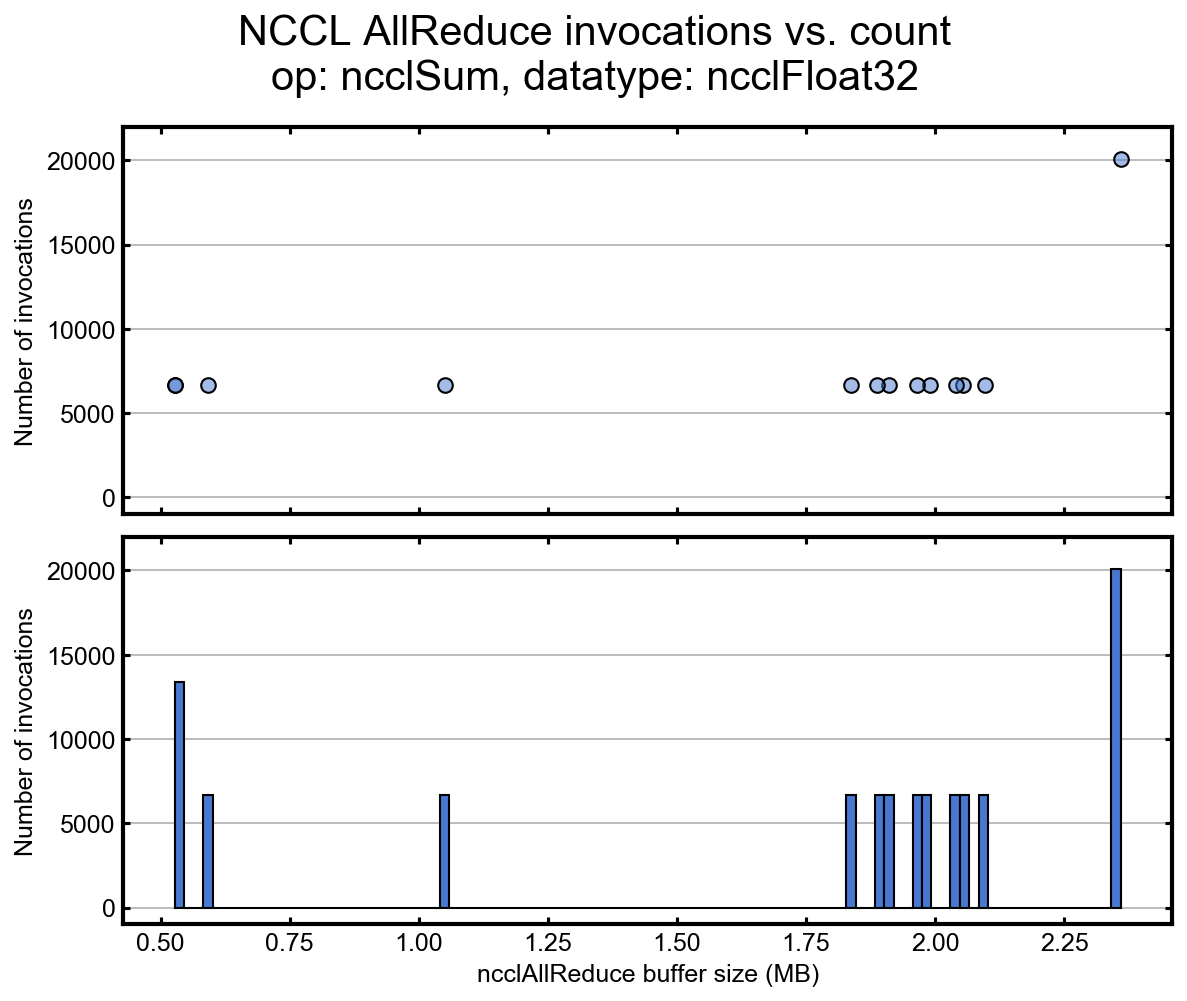 NCCL AllReduce invocations vs. count
op: ncclSum, datatype: ncclFloat32
Number of invocations
20000
15000
10000
5000
0
Number of invocations
20000
15000
10000
5000
0
0.50 0.75 1.00 1.25 1.50 1.75 2.00 2.25
ncclAllReduce buffer size (MB)